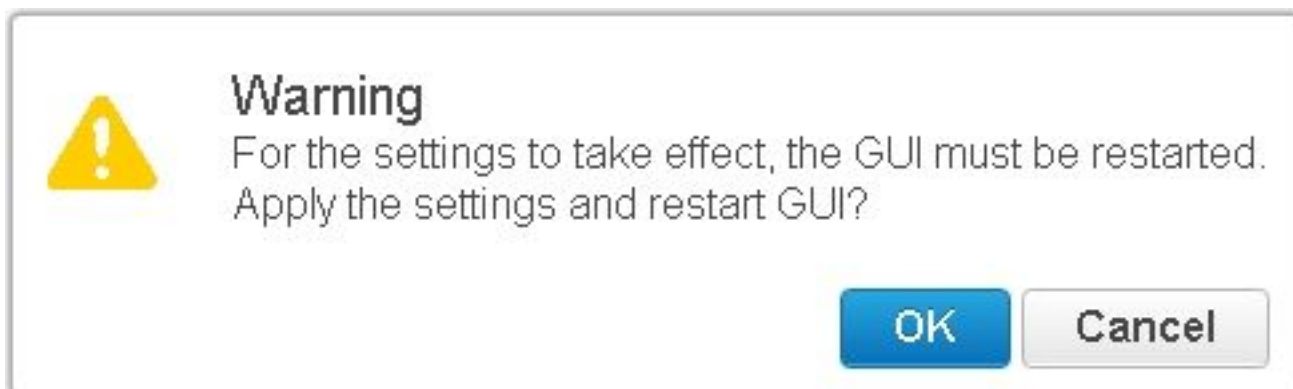 Warning
For the settings to take effect, the GUI must be restarted.
Apply the settings and restart GUI?
OK Cancel